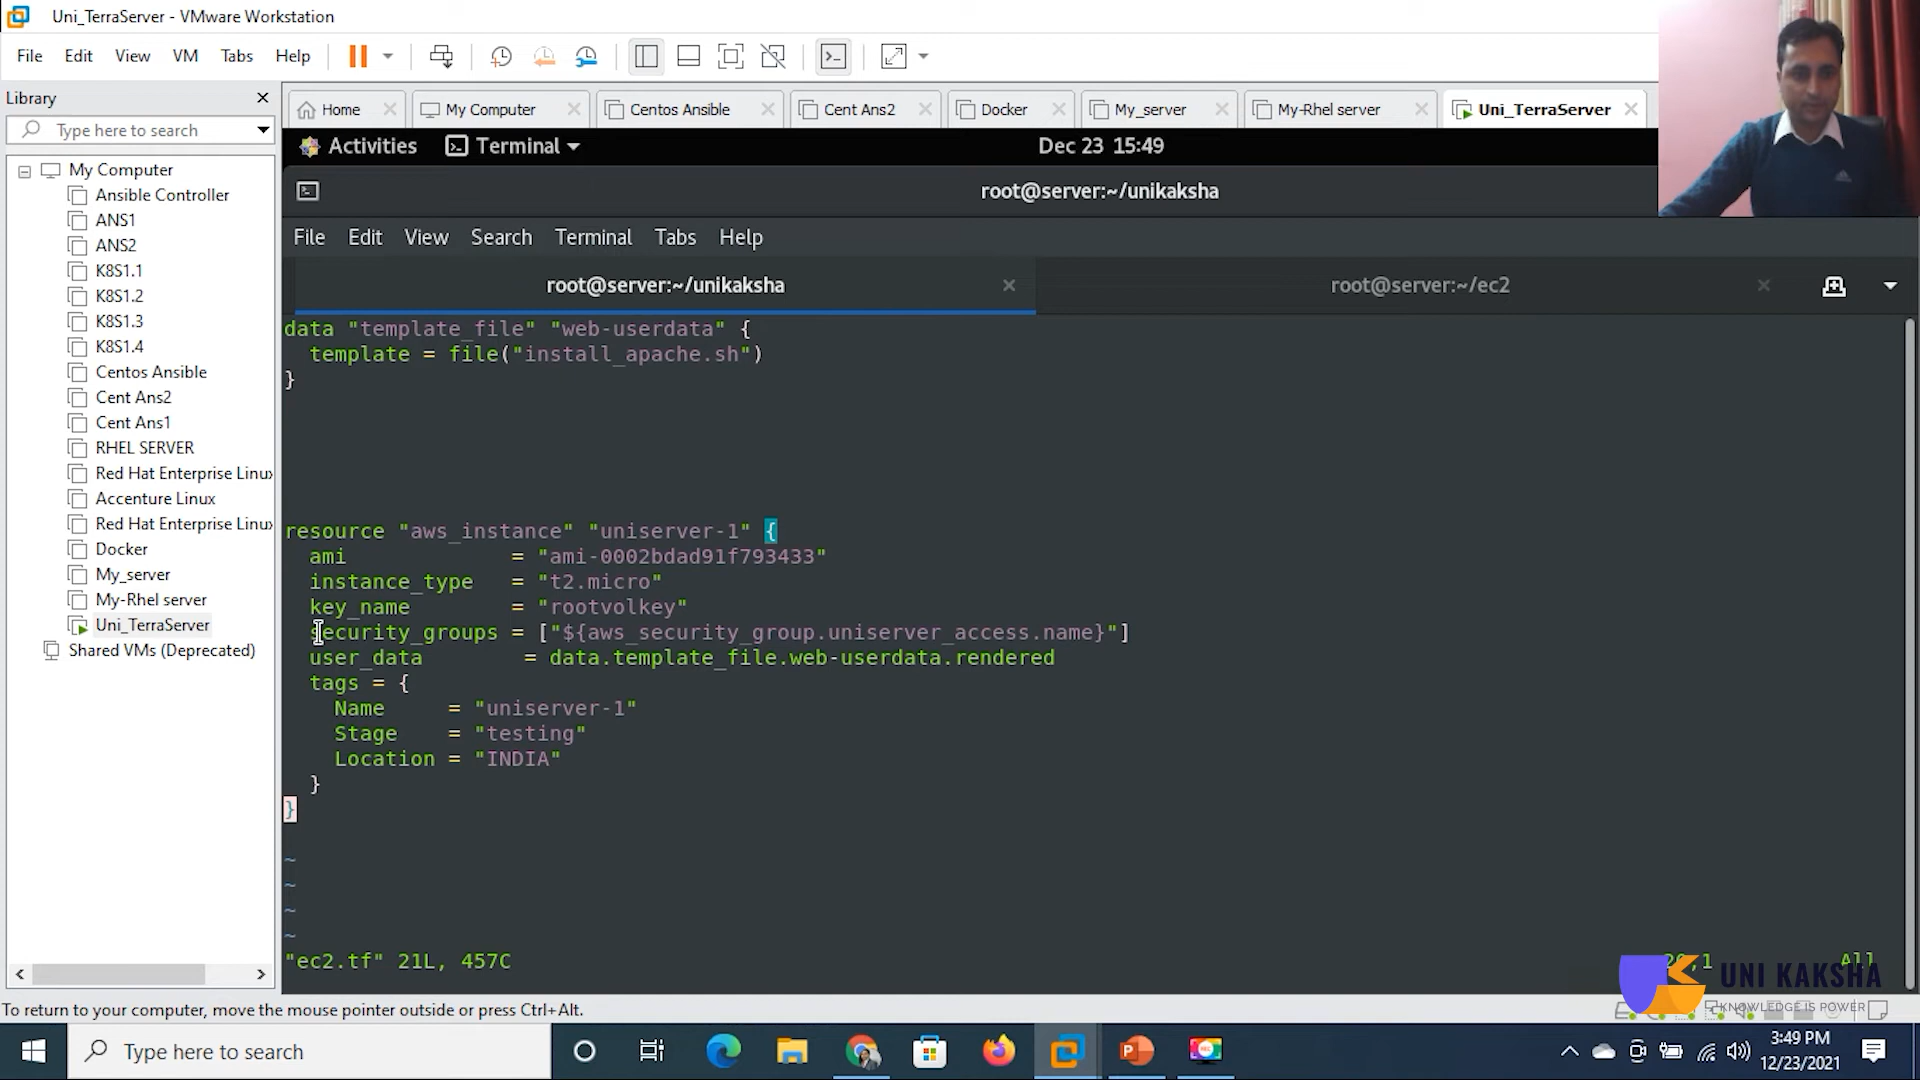 Uni_TerraServer - VMware Workstation
File Edit View VM Tabs Help
Library
Type here to search
My Computer
Ansible Controller
ANS1
ANS2
K8S1.1
K8S1.2
K8S1.3
K8S1.4
Centos Ansible
Cent Ans2
Cent Ans1
RHEL SERVER
Red Hat Enterprise Linux
Accenture Linux
Red Hat Enterprise Linux
Docker
My_server
My-Rhel server
Uni_TerraServer
Shared VMs (Deprecated)
Home My Computer Centos Ansible Cent Ans2 Docker My_server My-Rhel server Uni_TerraServer
Activities Terminal Dec 23 15:49
root@server:~/unikaksha
File Edit View Search Terminal Tabs Help
root@server:~/unikaksha root@server:~/ec2
data "template_file" "web-userdata" {
template = file("install_apache.sh")
}
resource "aws_instance" "uniserver-1" {
ami = "ami-0002bdad91f793433"
instance_type = "t2.micro"
key_name = "rootvolkey"
security_groups = ["${aws_security_group.uniserver_access.name}"]
user_data = data.template_file.web-userdata.rendered
tags = {
Name = "uniserver-1"
Stage = "testing"
Location = "INDIA"
}
}
~
~
~
~
"ec2.tf" 21L, 457C
All
UNI KAKSHA
KNOWLEDGE IS POWER
To return to your computer, move the mouse pointer outside or press Ctrl+Alt.
Type here to search
3:49 PM
12/23/2021